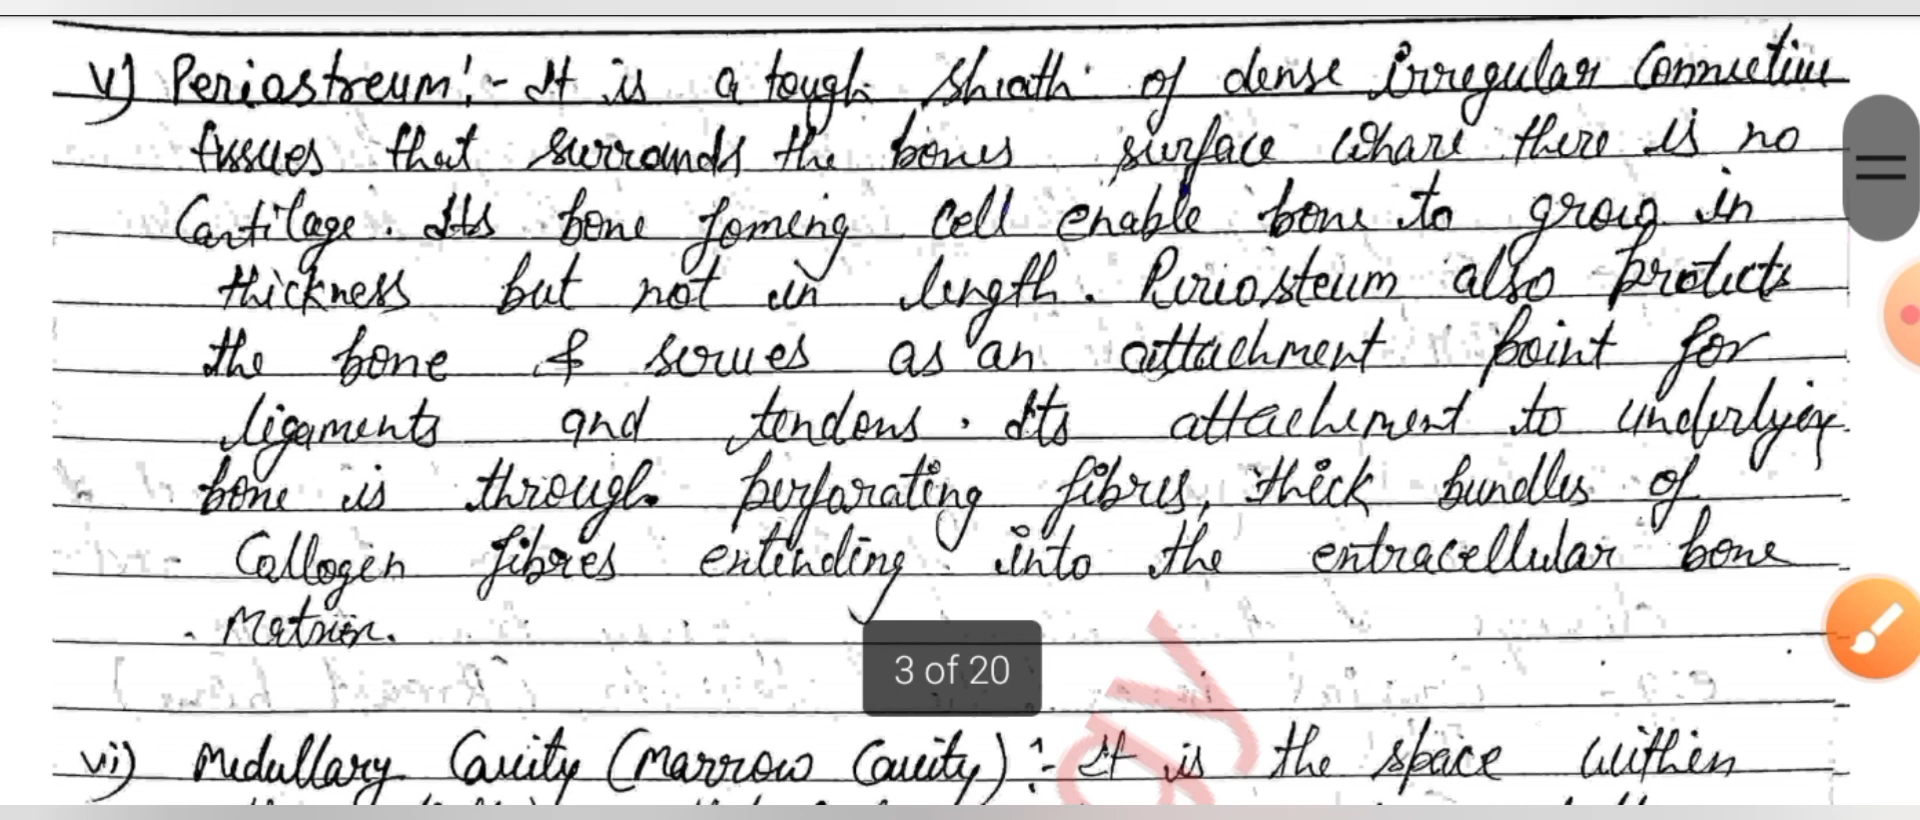 v) Periostreum:- It is a tough sheath of dense irregular Connective
tissues that surrounds the bones surface whare there is no
Cartilage. Its bone foming cell enable bone to grow in
thickness but not in length. Periosteum also protects
the bone & serves as an attachment point for
ligaments and tendons. Its attachment to underlying
bone is through perforating fibres, thick bundles of
Collogen fibres extending into the extracellular bone
Matrix.
3 of 20
gy
vi) Medullary Cavity (Marrow Cavity):- It is the space within